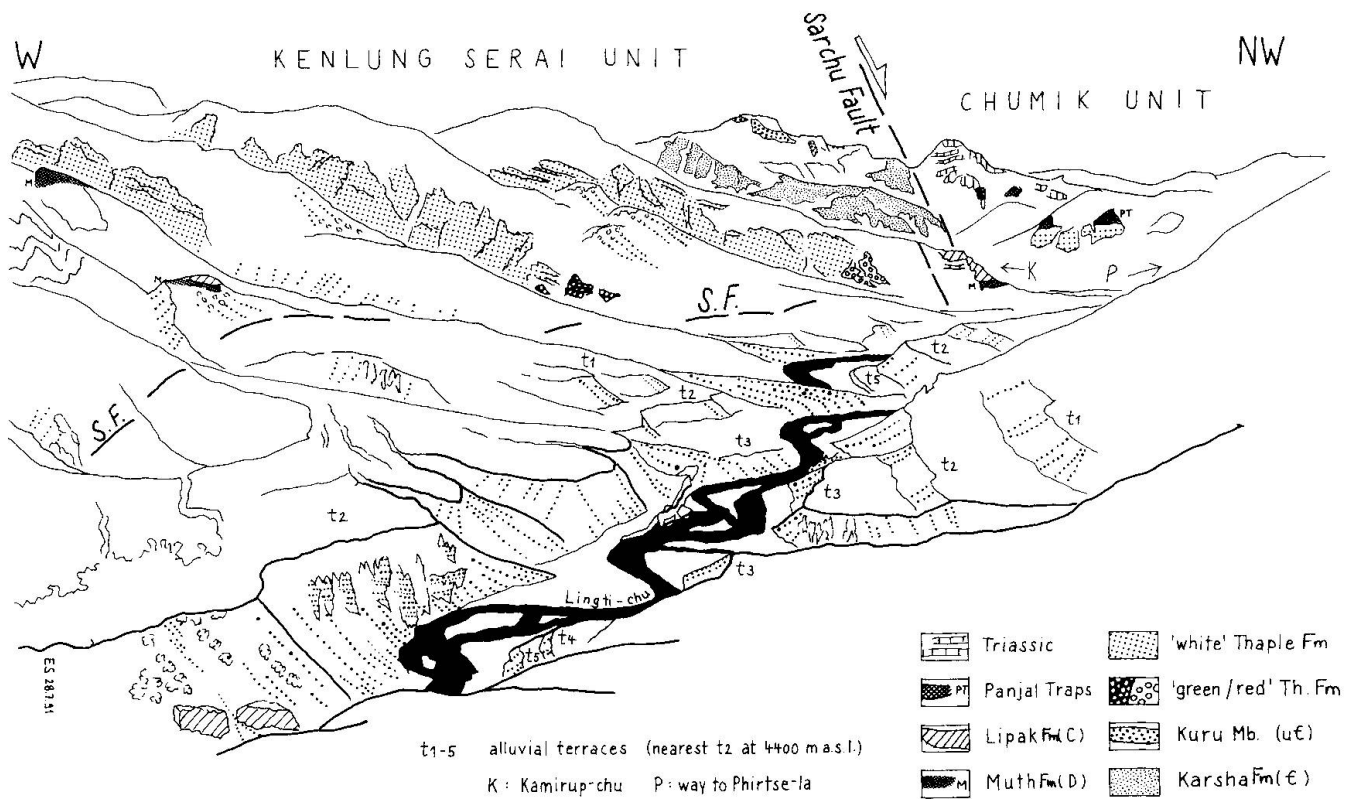 W
KENLUNG SERAI UNIT
Sarchu Fault
NW
CHUMIK UNIT
M
PT
←K
P→
M
M
S.F.
t1
t2
t5
t2
t1
S.F.
t3
t2
t3
t2
t3
Lingti-chu
t4
t5
ES 28.7.91
Triassic
'white' Thaple Fm
PT
Panjal Traps
'green/red' Th. Fm
Lipak Fm(C)
Kuru Mb. (u€)
M
Muth Fm(D)
Karsha Fm(€)
t1-5 alluvial terraces (nearest t2 at 4400 m a.s.l.)
K: Kamirup-chu P: way to Phirtse-la